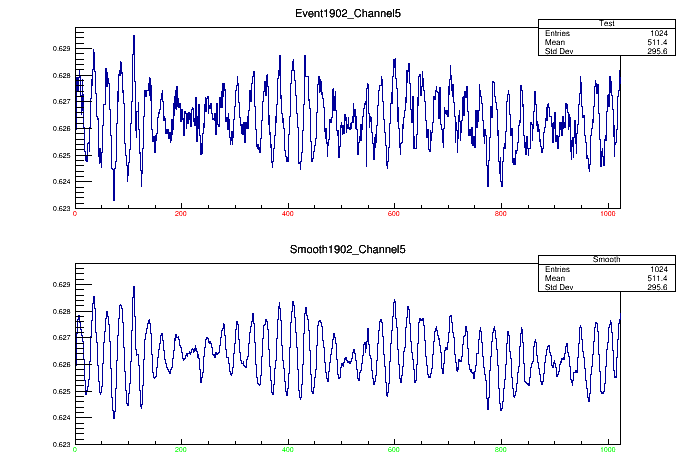 Event1902_Channel5
Test
Entries 1024
Mean 511.4
Std Dev 295.6
0.629
0.628
0.627
0.626
0.625
0.624
0.623
0 200 400 600 800 1000
Smooth1902_Channel5
Smooth
Entries 1024
Mean 511.4
Std Dev 295.6
0.629
0.628
0.627
0.626
0.625
0.624
0.623
0 200 400 600 800 1000